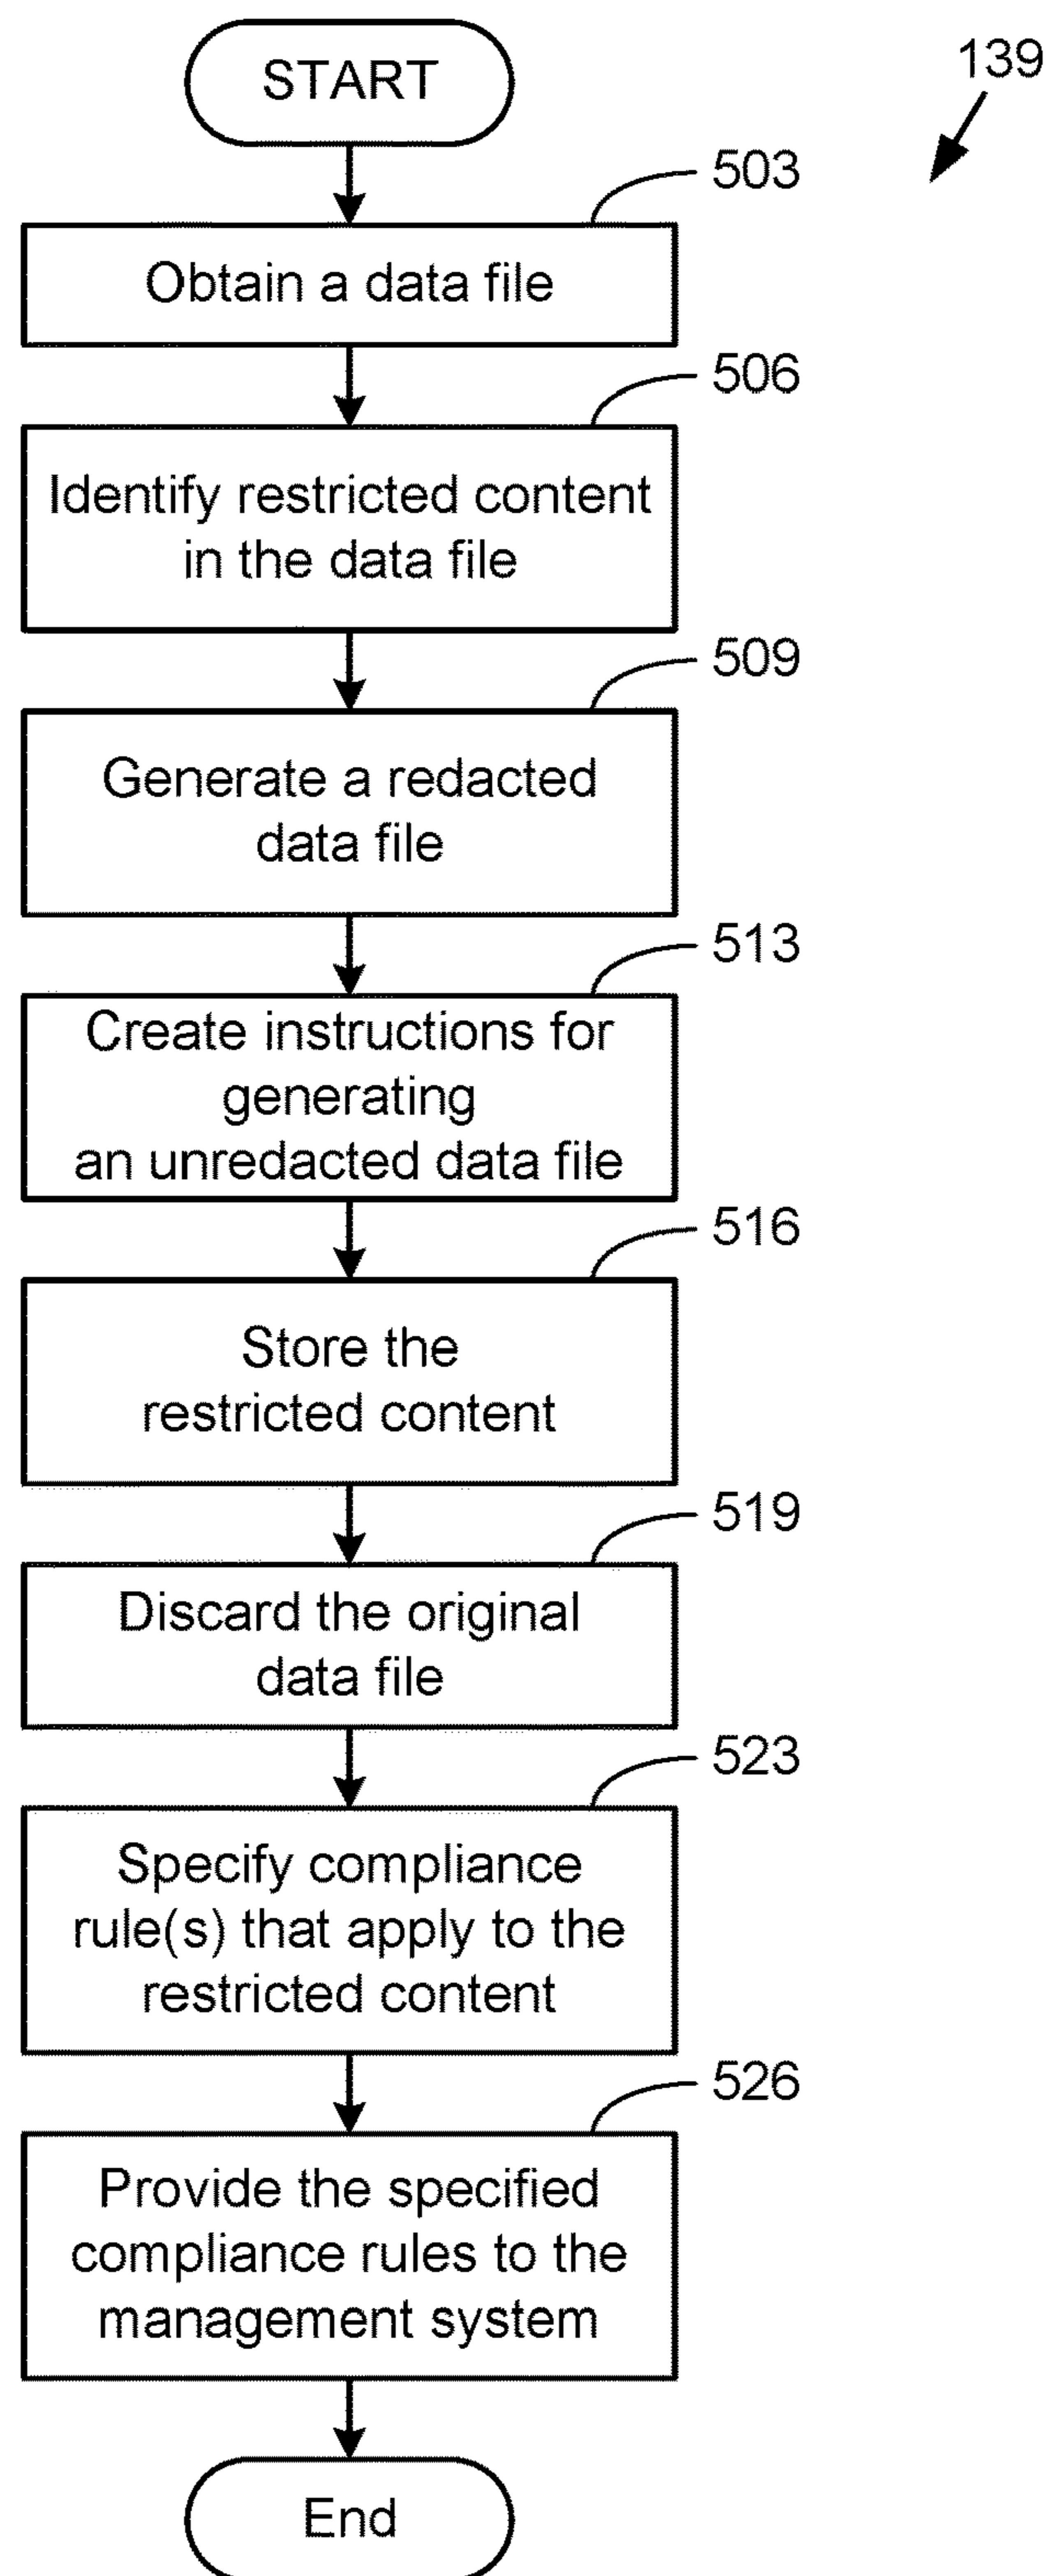 START
139
503
Obtain a data file
506
Identify restricted content
in the data file
509
Generate a redacted
data file
513
Create instructions for
generating
an unredacted data file
516
Store the
restricted content
519
Discard the original
data file
523
Specify compliance
rule(s) that apply to the
restricted content
526
Provide the specified
compliance rules to the
management system
End